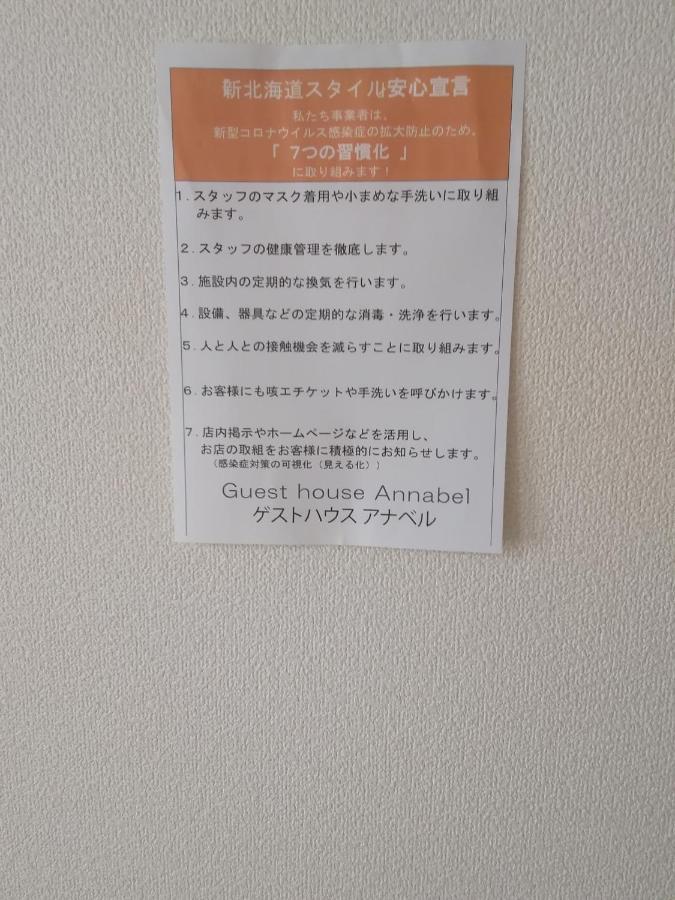 新北海道スタイル安心宣言
私たち事業者は、
新型コロナウイルス感染症の拡大防止のため、
「 7つの習慣化 」
に取り組みます！
1.スタッフのマスク着用や小まめな手洗いに取り組
みます。
2.スタッフの健康管理を徹底します。
3.施設内の定期的な換気を行います。
4.設備、器具などの定期的な消毒・洗浄を行います。
5.人と人との接触機会を減らすことに取り組みます。
6.お客様にも咳エチケットや手洗いを呼びかけます。
7.店内掲示やホームページなどを活用し、
お店の取組をお客様に積極的にお知らせします。
（感染症対策の可視化（見える化））
Guest house Annabel
ゲストハウス アナベル